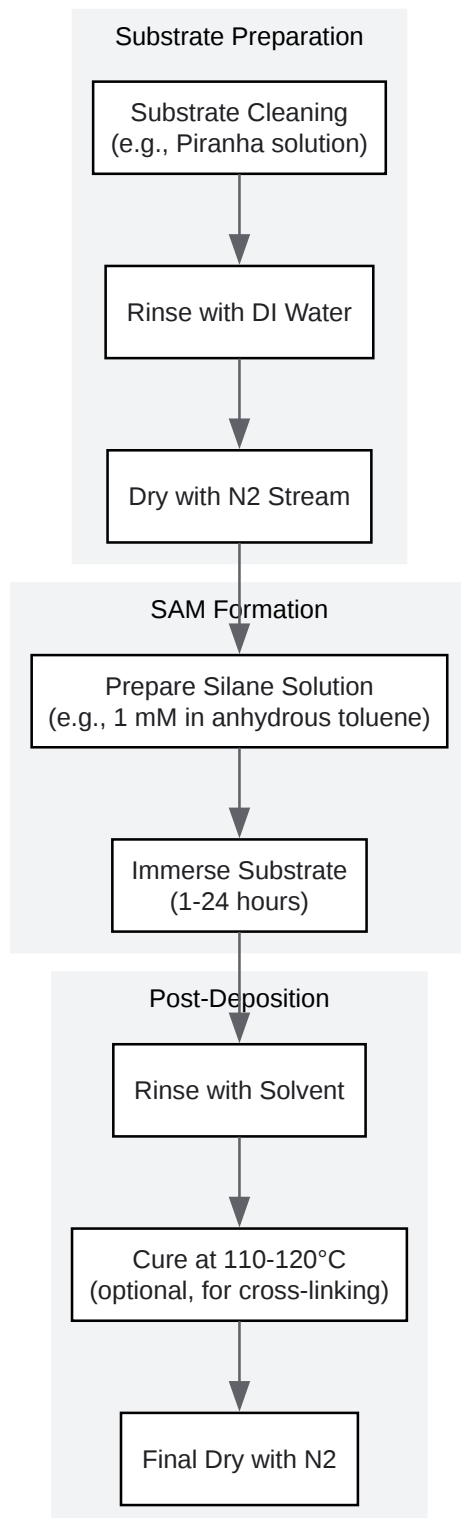 Substrate Preparation
Substrate Cleaning
(e.g., Piranha solution)
Rinse with DI Water
Dry with N2 Stream
SAM Formation
Prepare Silane Solution
(e.g., 1 mM in anhydrous toluene)
Immerse Substrate
(1-24 hours)
Post-Deposition
Rinse with Solvent
Cure at 110-120°C
(optional, for cross-linking)
Final Dry with N2